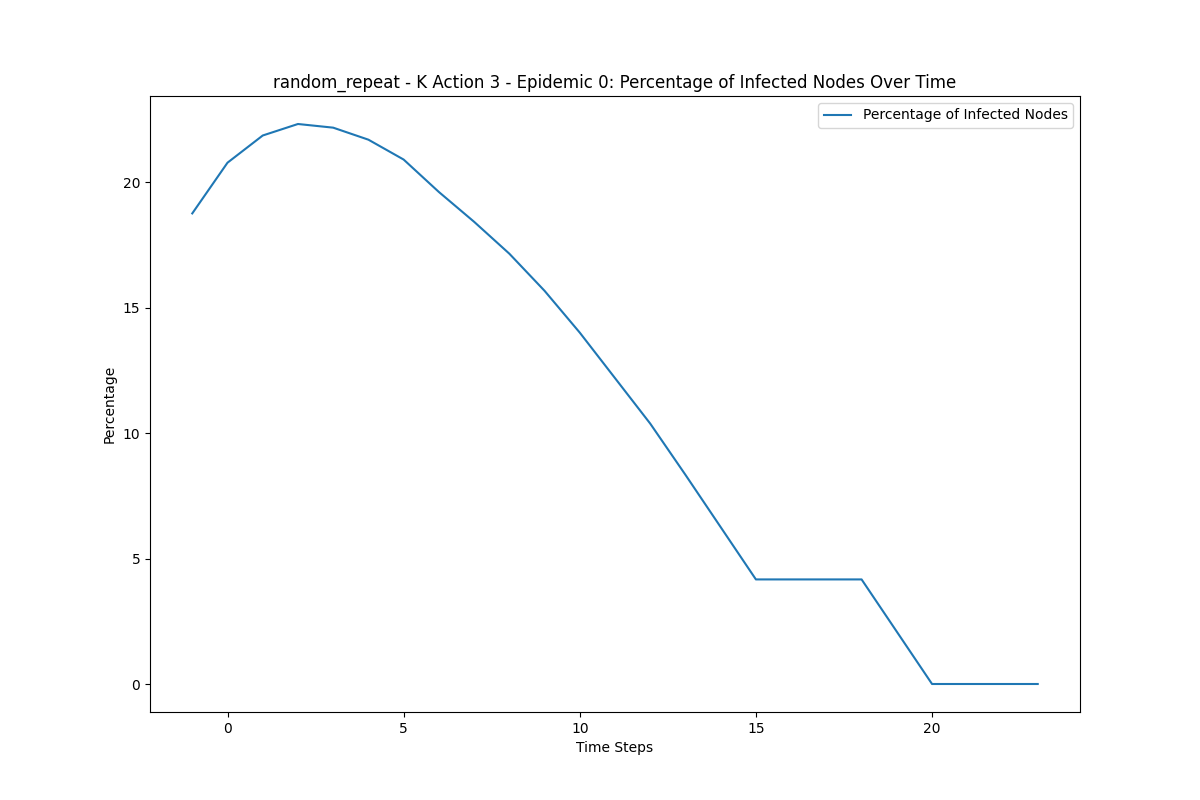 random_repeat - K Action 3 - Epidemic 0: Percentage of Infected Nodes Over Time
Percentage of Infected Nodes
Percentage
20
15
10
5
0
0 5 10 15 20
Time Steps